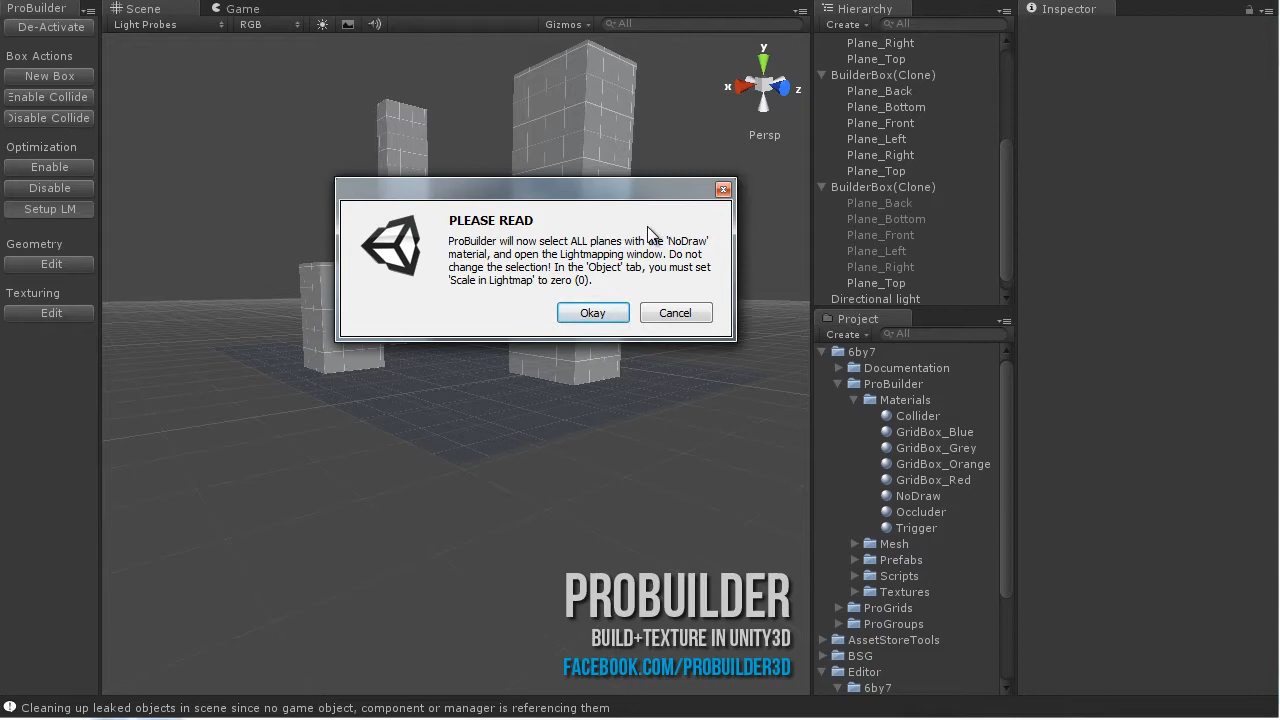 ProBuilder
De-Activate
Box Actions
New Box
Enable Collide
Disable Collide
Optimization
Enable
Disable
Setup LM
Geometry
Edit
Texturing
Edit
Scene
Game
Light Probes
RGB
Gizmos
All
x
y
z
Persp
PLEASE READ
ProBuilder will now select ALL planes with the 'NoDraw'
material, and open the Lightmapping window. Do not
change the selection! In the 'Object' tab, you must set
'Scale in Lightmap' to zero (0).
Okay
Cancel
PROBUILDER
BUILD+TEXTURE IN UNITY3D
FACEBOOK.COM/PROBUILDER3D
Hierarchy
Create
All
Plane_Right
Plane_Top
BuilderBox(Clone)
Plane_Back
Plane_Bottom
Plane_Front
Plane_Left
Plane_Right
Plane_Top
BuilderBox(Clone)
Plane_Back
Plane_Bottom
Plane_Front
Plane_Left
Plane_Right
Plane_Top
Directional light
Project
Create
All
6by7
Documentation
ProBuilder
Materials
Collider
GridBox_Blue
GridBox_Grey
GridBox_Orange
GridBox_Red
NoDraw
Occluder
Trigger
Mesh
Prefabs
Scripts
Textures
ProGrids
ProGroups
AssetStoreTools
BSG
Editor
6by7
Inspector
Cleaning up leaked objects in scene since no game object, component or manager is referencing them